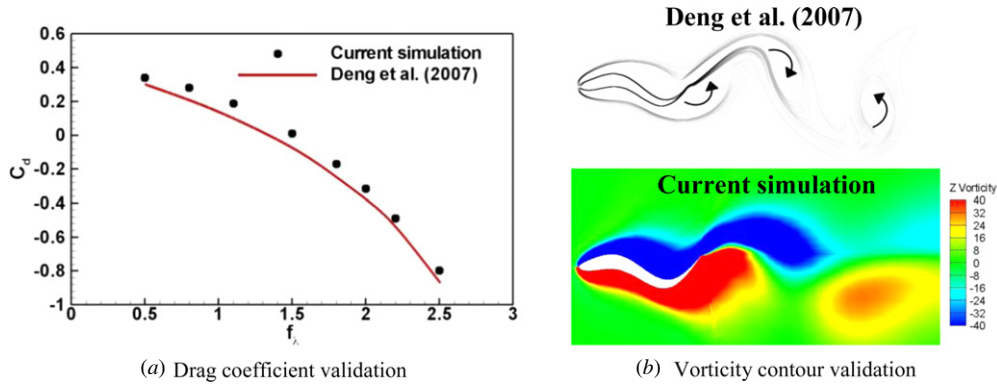 0.6
0.4
0.2
0
-0.2
-0.4
-0.6
-0.8
-1
C_d
Current simulation
Deng et al. (2007)
0 0.5 1 1.5 2 2.5 3
f_λ
(a) Drag coefficient validation
Deng et al. (2007)
Current simulation
Z Vorticity
40
32
24
16
8
0
-8
-16
-24
-32
-40
(b) Vorticity contour validation